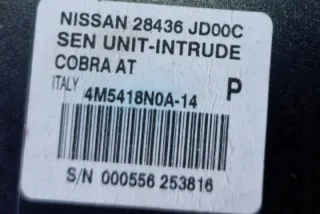 NISSAN 28436 JD00C
SEN UNIT-INTRUDE
COBRA AT
ITALY
4M5418N0A-14
P
S/N 000556 253816